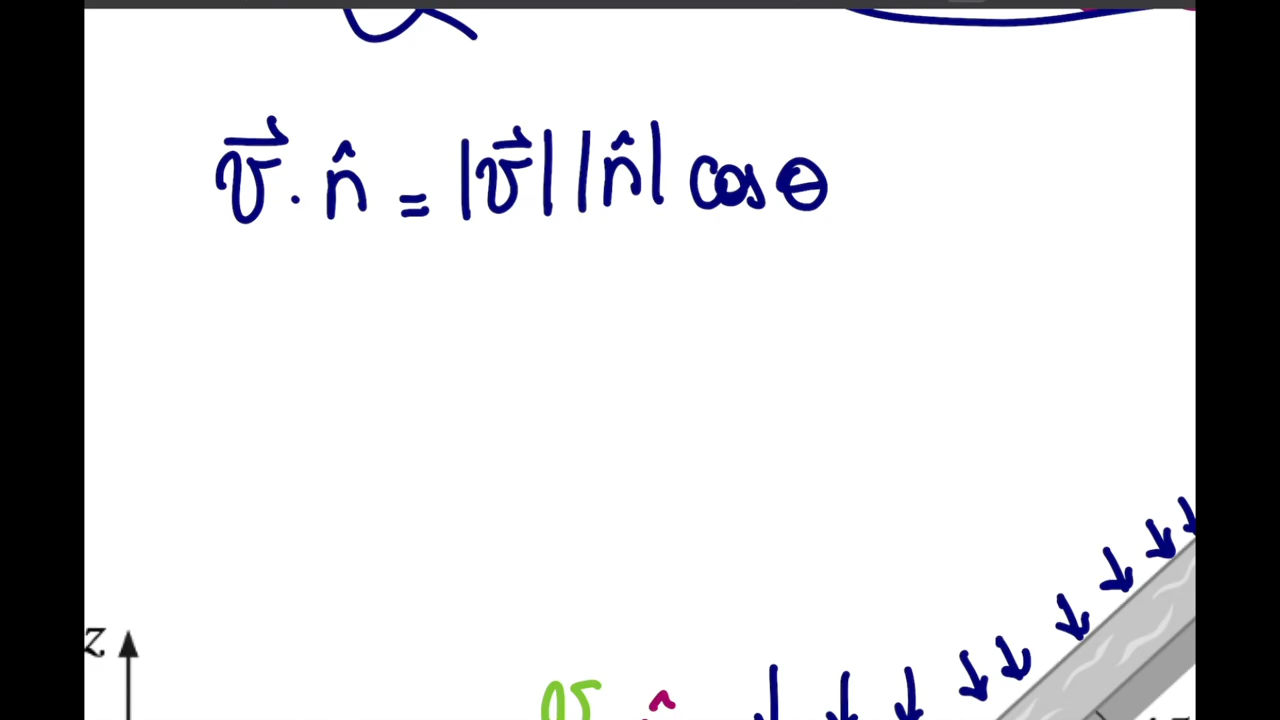 v⃗ · n̂ = |v⃗| |n̂| cos θ
z
v n̂